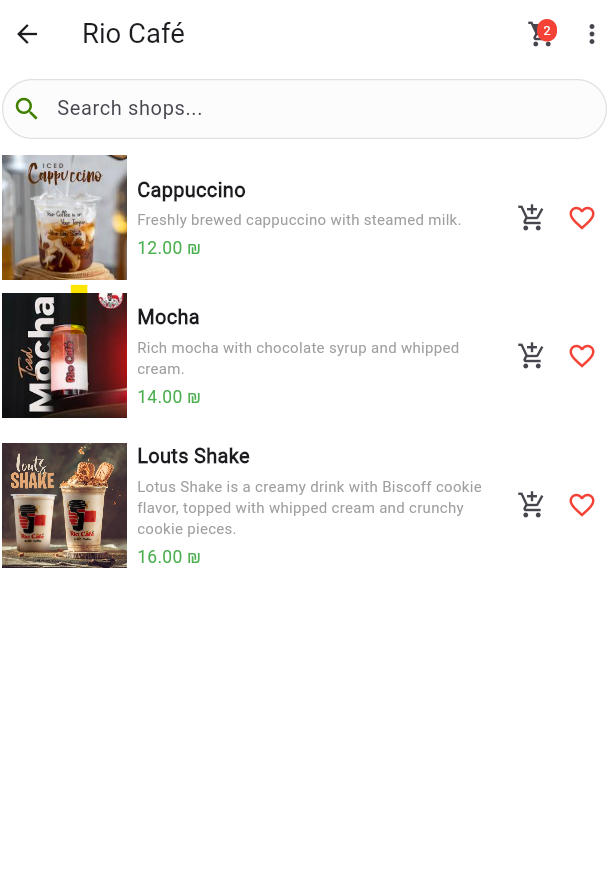 Rio Café
2
Search shops...
ICED
Cappuccino
Cappuccino
Freshly brewed cappuccino with steamed milk.
12.00 ₪
Iced
Mocha
Rio Café
Mocha
Rich mocha with chocolate syrup and whipped
cream.
14.00 ₪
louts
SHAKE
Rio Café
Rio Café
Louts Shake
Lotus Shake is a creamy drink with Biscoff cookie
flavor, topped with whipped cream and crunchy
cookie pieces.
16.00 ₪